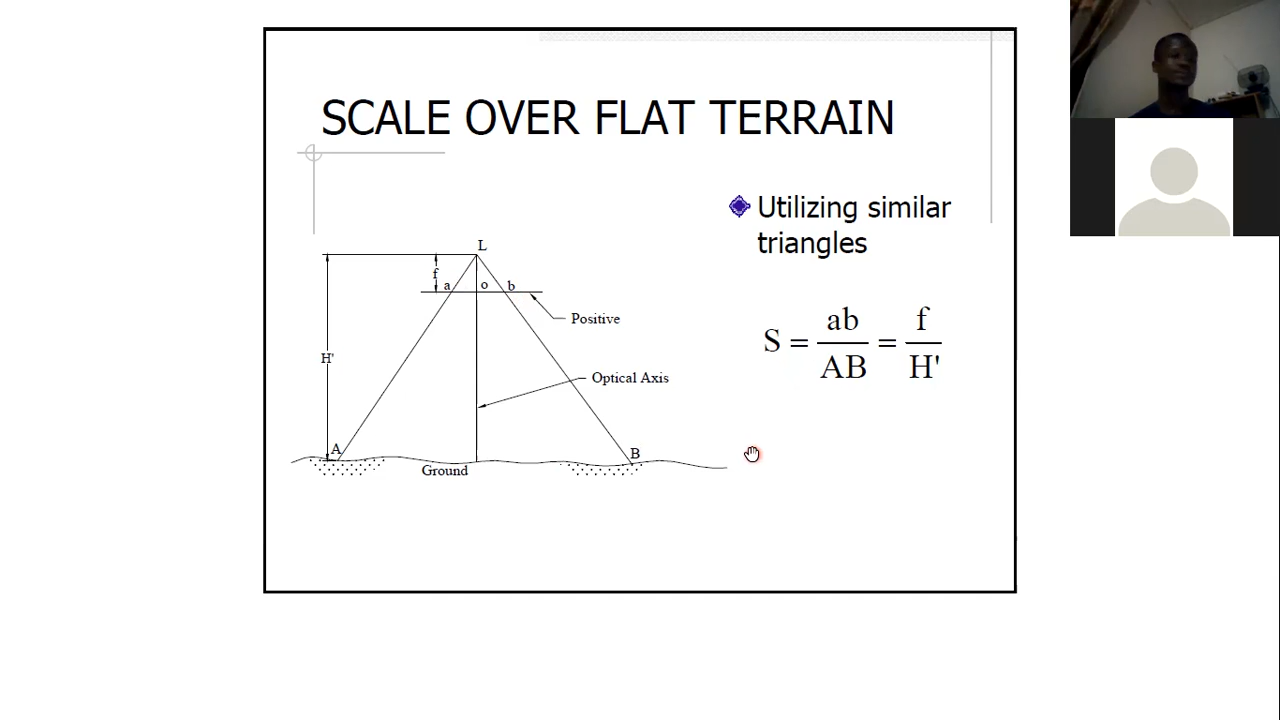 SCALE OVER FLAT TERRAIN
Utilizing similar
triangles
L
f
a
o
b
Positive
H'
Optical Axis
A
B
Ground
S = ab/AB = f/H'